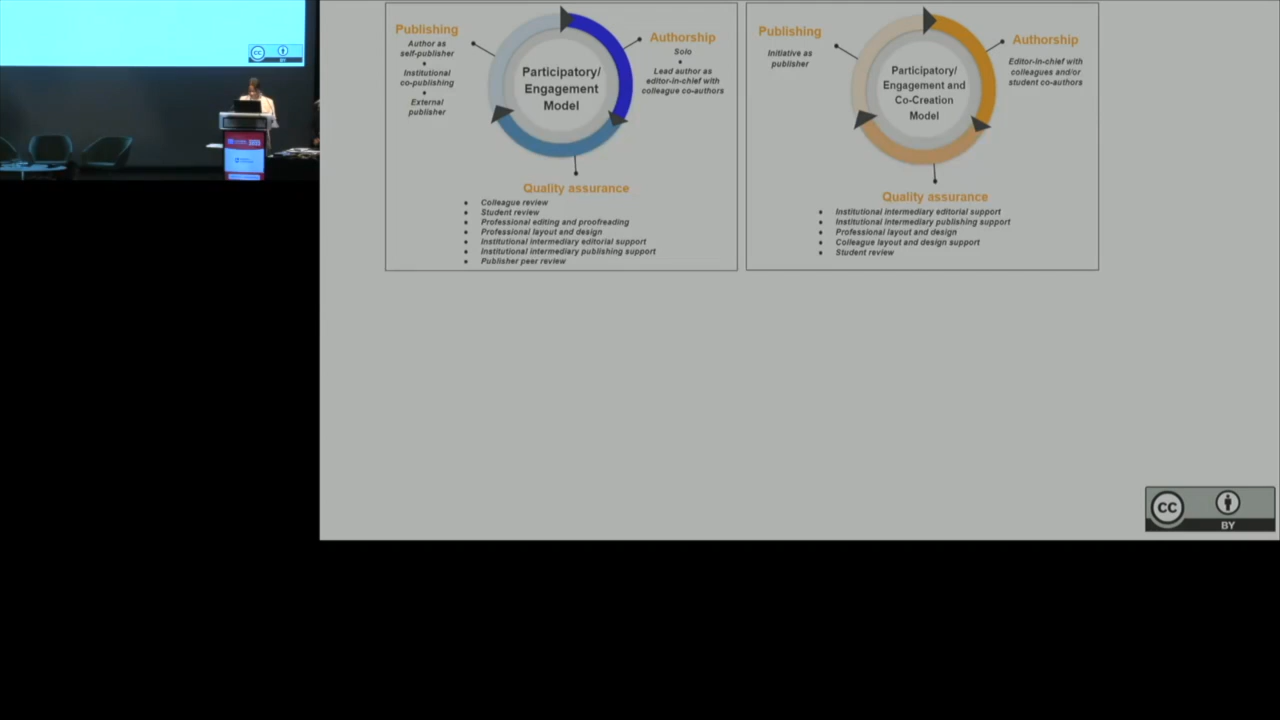 Publishing
Author as
self-publisher
•
Institutional
co-publishing
•
External
publisher
Participatory/
Engagement
Model
Authorship
Solo
•
Lead author as
editor-in-chief with
colleague co-authors
Quality assurance
• Colleague review
• Student review
• Professional editing and proofreading
• Professional layout and design
• Institutional intermediary editorial support
• Institutional intermediary publishing support
• Publisher peer review
Publishing
Initiative as
publisher
Participatory/
Engagement and
Co-Creation
Model
Authorship
Editor-in-chief with
colleagues and/or
student co-authors
Quality assurance
• Institutional intermediary editorial support
• Institutional intermediary publishing support
• Professional layout and design
• Colleague layout and design support
• Student review
CC
BY
CC
BY